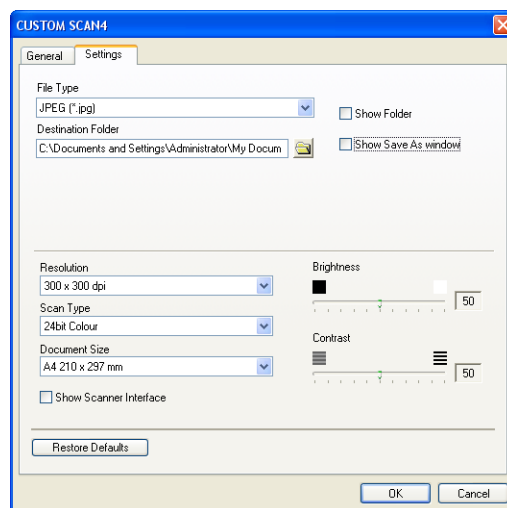 CUSTOM SCAN4
General Settings
File Type
JPEG (*.jpg)
Show Folder
Destination Folder
C:\Documents and Settings\Administrator\My Docum
Show Save As window
Resolution
300 x 300 dpi
Scan Type
24bit Colour
Document Size
A4 210 x 297 mm
Show Scanner Interface
Brightness
50
Contrast
50
Restore Defaults
OK Cancel